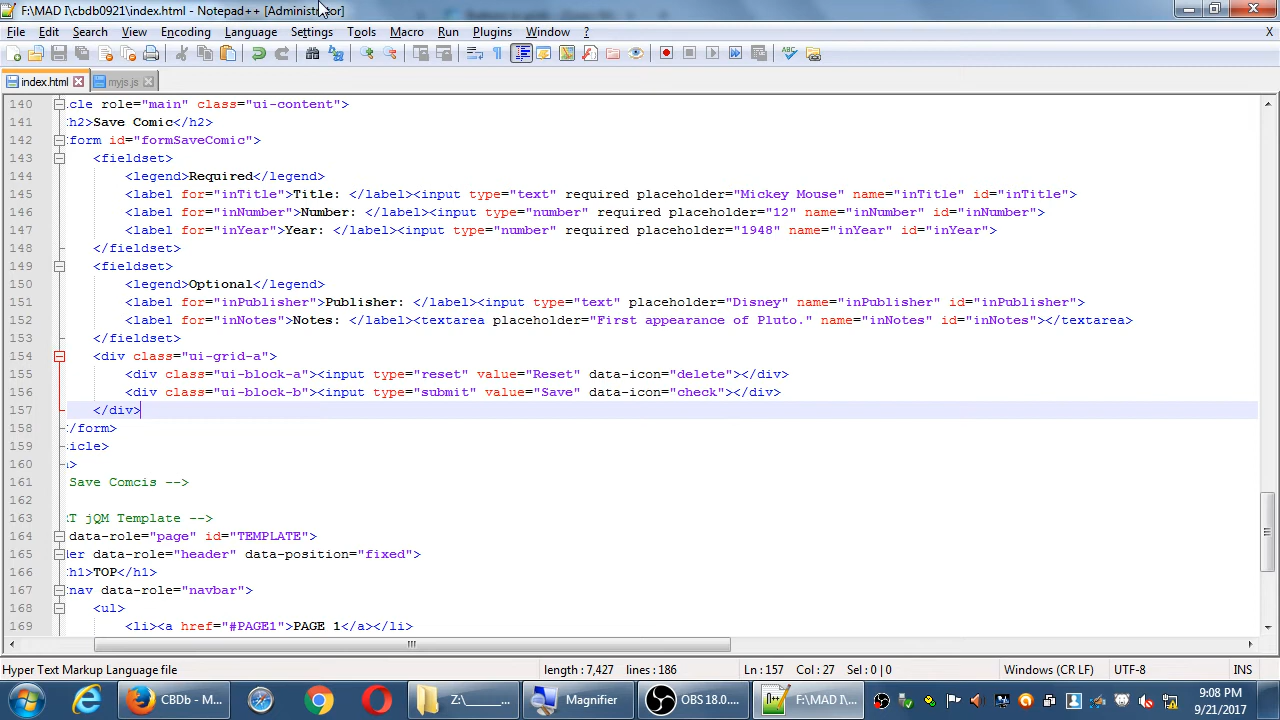 F:\MAD I\cbdb0921\index.html - Notepad++ [Administrator]
File Edit Search View Encoding Language Settings Tools Macro Run Plugins Window ? X
index.html myjs.js
140 cle role="main" class="ui-content">
141 h2>Save Comic</h2>
142 form id="formSaveComic">
143 <fieldset>
144 <legend>Required</legend>
145 <label for="inTitle">Title: </label><input type="text" required placeholder="Mickey Mouse" name="inTitle" id="inTitle">
146 <label for="inNumber">Number: </label><input type="number" required placeholder="12" name="inNumber" id="inNumber">
147 <label for="inYear">Year: </label><input type="number" required placeholder="1948" name="inYear" id="inYear">
148 </fieldset>
149 <fieldset>
150 <legend>Optional</legend>
151 <label for="inPublisher">Publisher: </label><input type="text" placeholder="Disney" name="inPublisher" id="inPublisher">
152 <label for="inNotes">Notes: </label><textarea placeholder="First appearance of Pluto." name="inNotes" id="inNotes"></textarea>
153 </fieldset>
154 <div class="ui-grid-a">
155 <div class="ui-block-a"><input type="reset" value="Reset" data-icon="delete"></div>
156 <div class="ui-block-b"><input type="submit" value="Save" data-icon="check"></div>
157 </div>
158 </form>
159 icle>
160 >
161 Save Comcis -->
162
163 RT jQM Template -->
164 data-role="page" id="TEMPLATE">
165 der data-role="header" data-position="fixed">
166 h1>TOP</h1>
167 nav data-role="navbar">
168 <ul>
169 <li><a href="#PAGE1">PAGE 1</a></li>
Hyper Text Markup Language file length : 7,427 lines : 186 Ln : 157 Col : 27 Sel : 0 | 0 Windows (CR LF) UTF-8 INS
CBDb - M... Z:\____... Magnifier OBS 18.0.... F:\MAD I\... 9:08 PM
9/21/2017